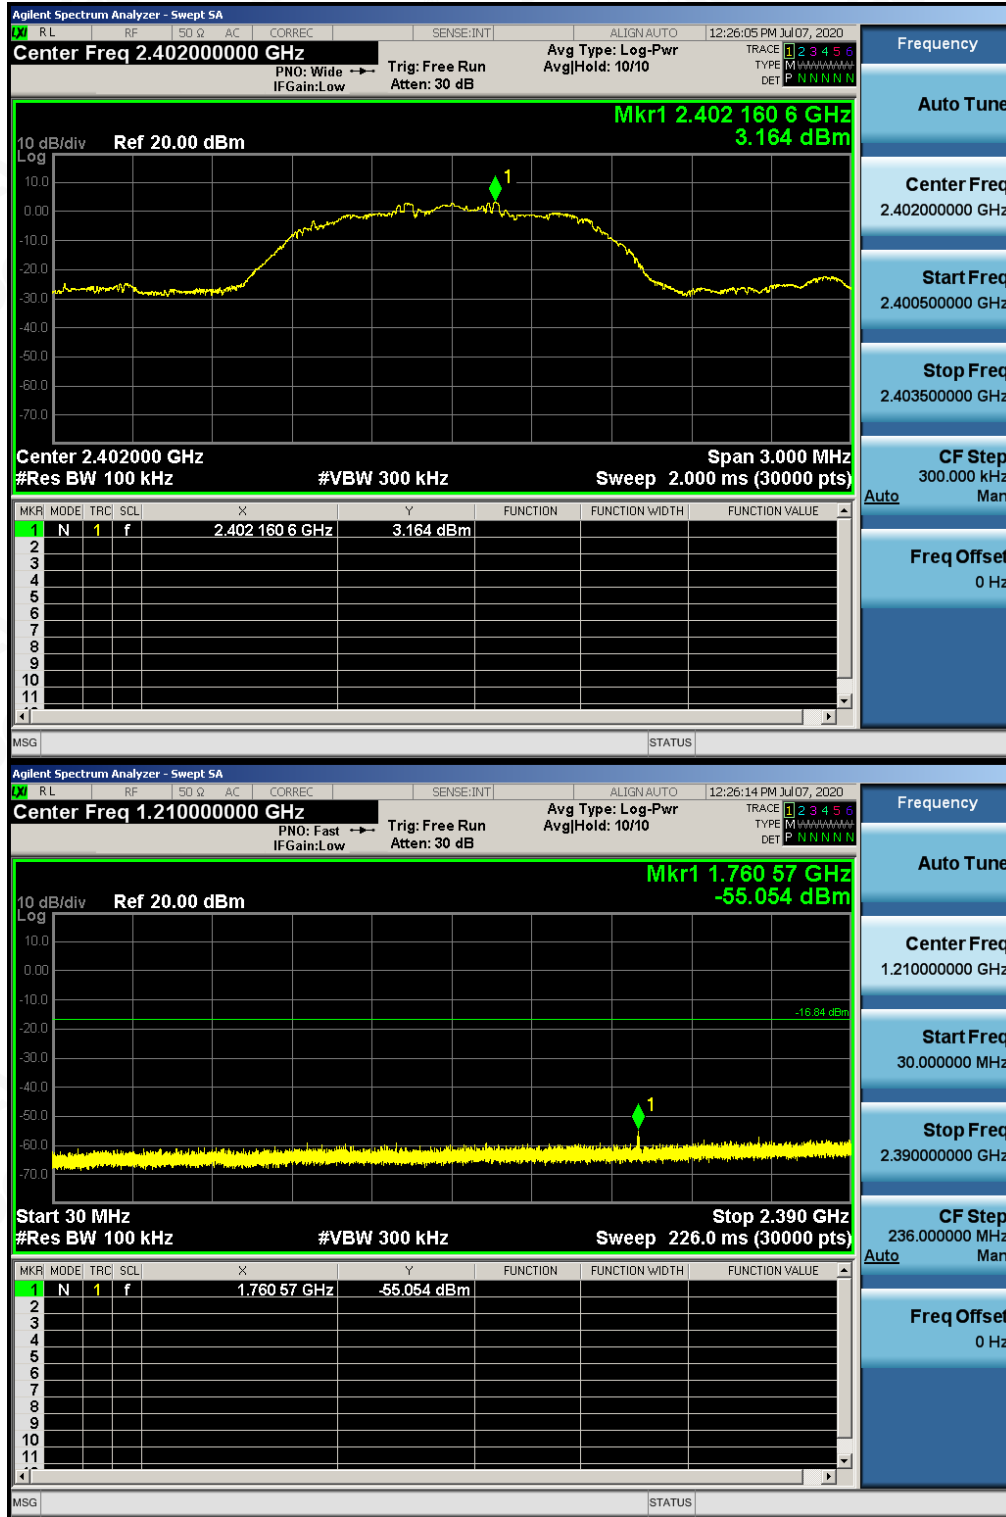 Agilent Spectrum Analyzer - Swept SA
LXI RL RF 50 Ω AC CORREC SENSE:INT ALIGN AUTO 12:26:05 PM Jul 07, 2020
Center Freq 2.402000000 GHz
PNO: Wide
IFGain:Low
Trig: Free Run
Atten: 30 dB
Avg Type: Log-Pwr
Avg|Hold: 10/10
TRACE 1 2 3 4 5 6
TYPE M WWWWW
DET P N N N N N
Mkr1 2.402 160 6 GHz
3.164 dBm
10 dB/div Ref 20.00 dBm
Log
10.0
0.00
-10.0
-20.0
-30.0
-40.0
-50.0
-60.0
-70.0
1
Center 2.402000 GHz Span 3.000 MHz
#Res BW 100 kHz #VBW 300 kHz Sweep 2.000 ms (30000 pts)
MKR MODE TRC SCL X Y FUNCTION FUNCTION WIDTH FUNCTION VALUE
1 N 1 f 2.402 160 6 GHz 3.164 dBm
2
3
4
5
6
7
8
9
10
11
MSG STATUS
Frequency
Auto Tune
Center Freq
2.402000000 GHz
Start Freq
2.400500000 GHz
Stop Freq
2.403500000 GHz
CF Step
300.000 kHz
Auto Man
Freq Offset
0 Hz
Agilent Spectrum Analyzer - Swept SA
LXI RL RF 50 Ω AC CORREC SENSE:INT ALIGN AUTO 12:26:14 PM Jul 07, 2020
Center Freq 1.210000000 GHz
PNO: Fast
IFGain:Low
Trig: Free Run
Atten: 30 dB
Avg Type: Log-Pwr
Avg|Hold: 10/10
TRACE 1 2 3 4 5 6
TYPE M WWWWW
DET P N N N N N
Mkr1 1.760 57 GHz
-55.054 dBm
10 dB/div Ref 20.00 dBm
Log
10.0
0.00
-10.0
-20.0
-30.0
-40.0
-50.0
-60.0
-70.0
-16.84 dBm
1
Start 30 MHz Stop 2.390 GHz
#Res BW 100 kHz #VBW 300 kHz Sweep 226.0 ms (30000 pts)
MKR MODE TRC SCL X Y FUNCTION FUNCTION WIDTH FUNCTION VALUE
1 N 1 f 1.760 57 GHz -55.054 dBm
2
3
4
5
6
7
8
9
10
11
MSG STATUS
Frequency
Auto Tune
Center Freq
1.210000000 GHz
Start Freq
30.000000 MHz
Stop Freq
2.390000000 GHz
CF Step
236.000000 MHz
Auto Man
Freq Offset
0 Hz